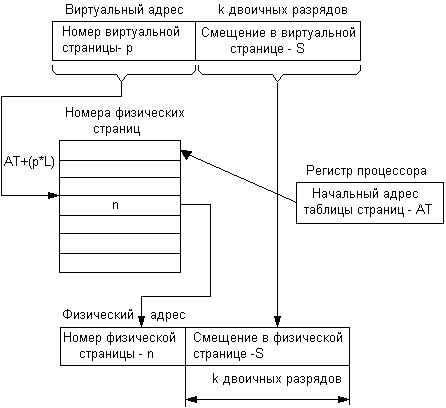 Виртуальный адрес
k двоичных разрядов
Номер виртуальной
страницы- p
Смещение в виртуальной
странице - S
Номера физических
страниц
AT+(p*L)
n
Регистр процессора
Начальный адрес
таблицы страниц - AT
Физический адрес
Номер физической
страницы - n
Смещение в физической
странице -S
k двоичных разрядов